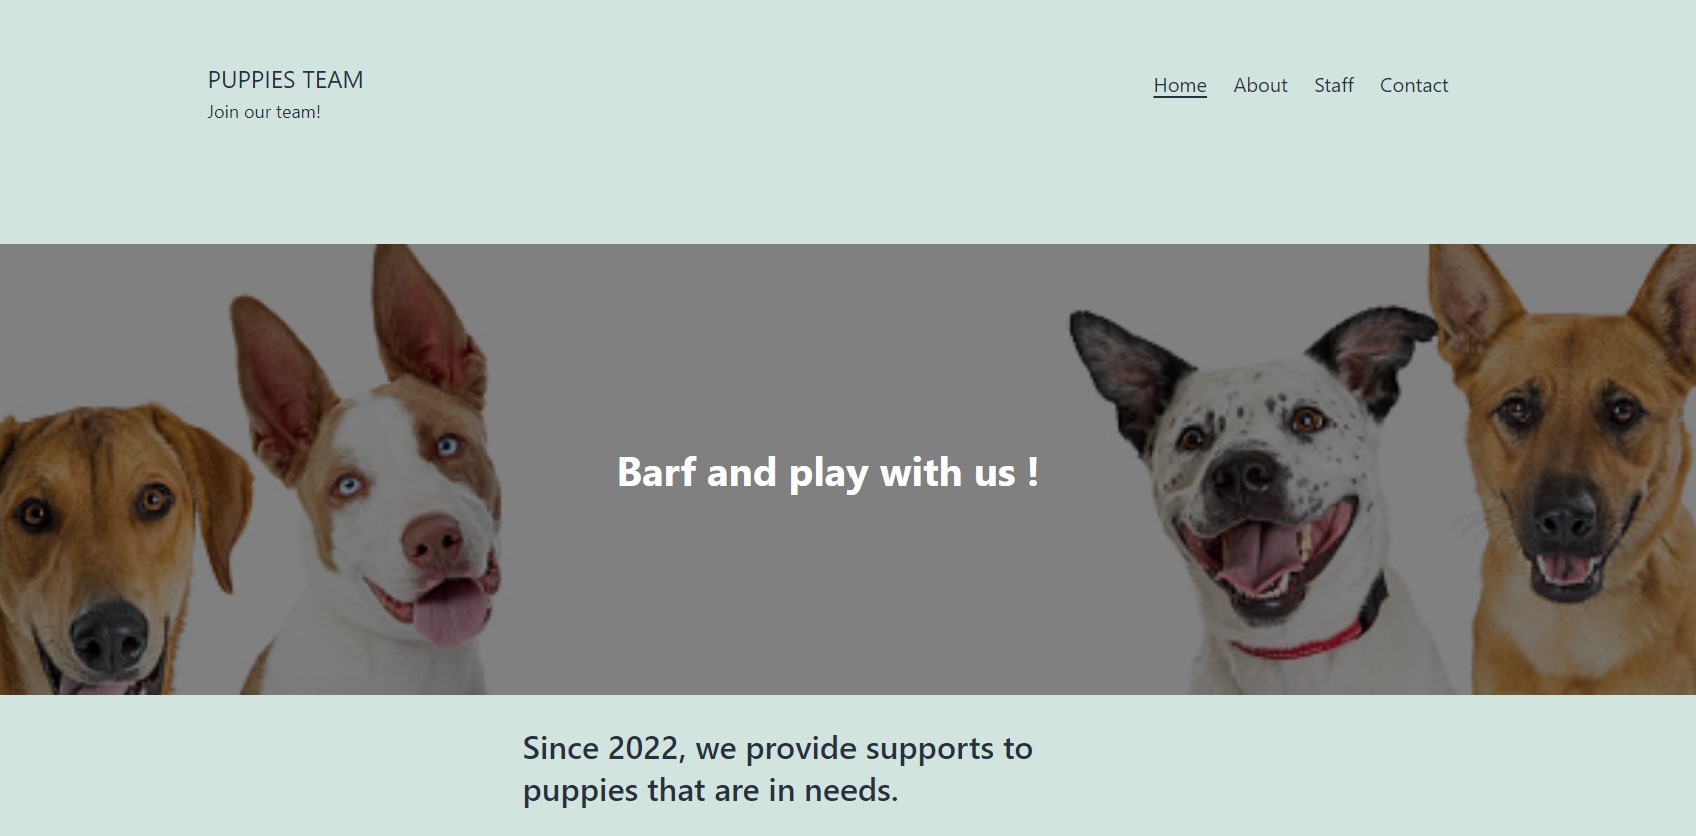 PUPPIES TEAM
Join our team!
Home About Staff Contact
Barf and play with us !
Since 2022, we provide supports to
puppies that are in needs.